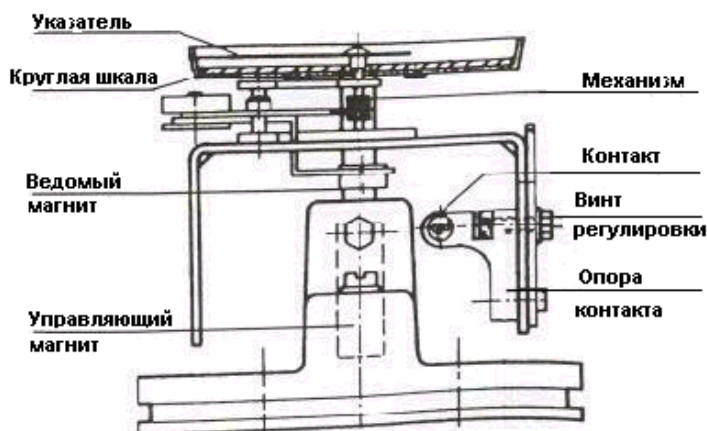 Указатель
Круглая шкала
Механизм
Контакт
Ведомый
магнит
Винт
регулировки
Опора
контакта
Управляющий
магнит